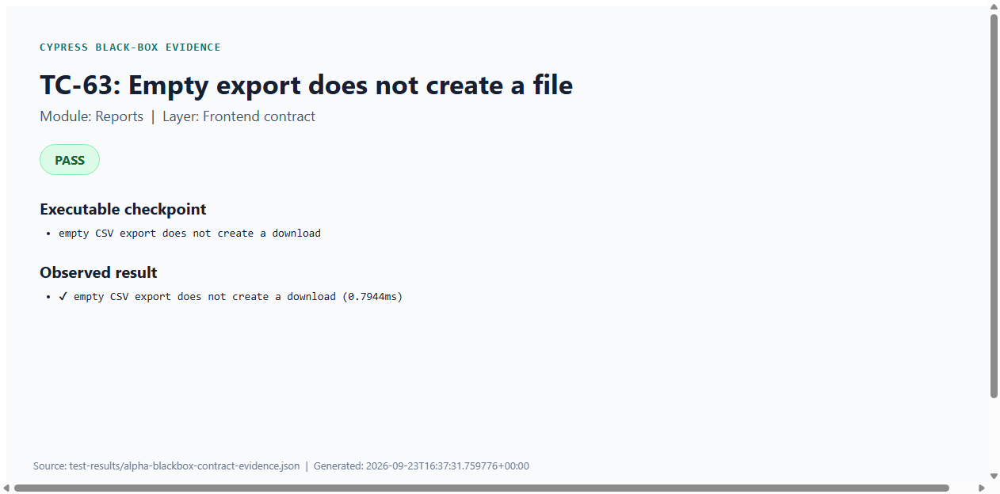 CYPRESS BLACK-BOX EVIDENCE
TC-63: Empty export does not create a file
Module: Reports | Layer: Frontend contract
PASS
Executable checkpoint
• empty CSV export does not create a download
Observed result
• ✓ empty CSV export does not create a download (0.7944ms)
Source: test-results/alpha-blackbox-contract-evidence.json | Generated: 2026-09-23T16:37:31.759776+00:00